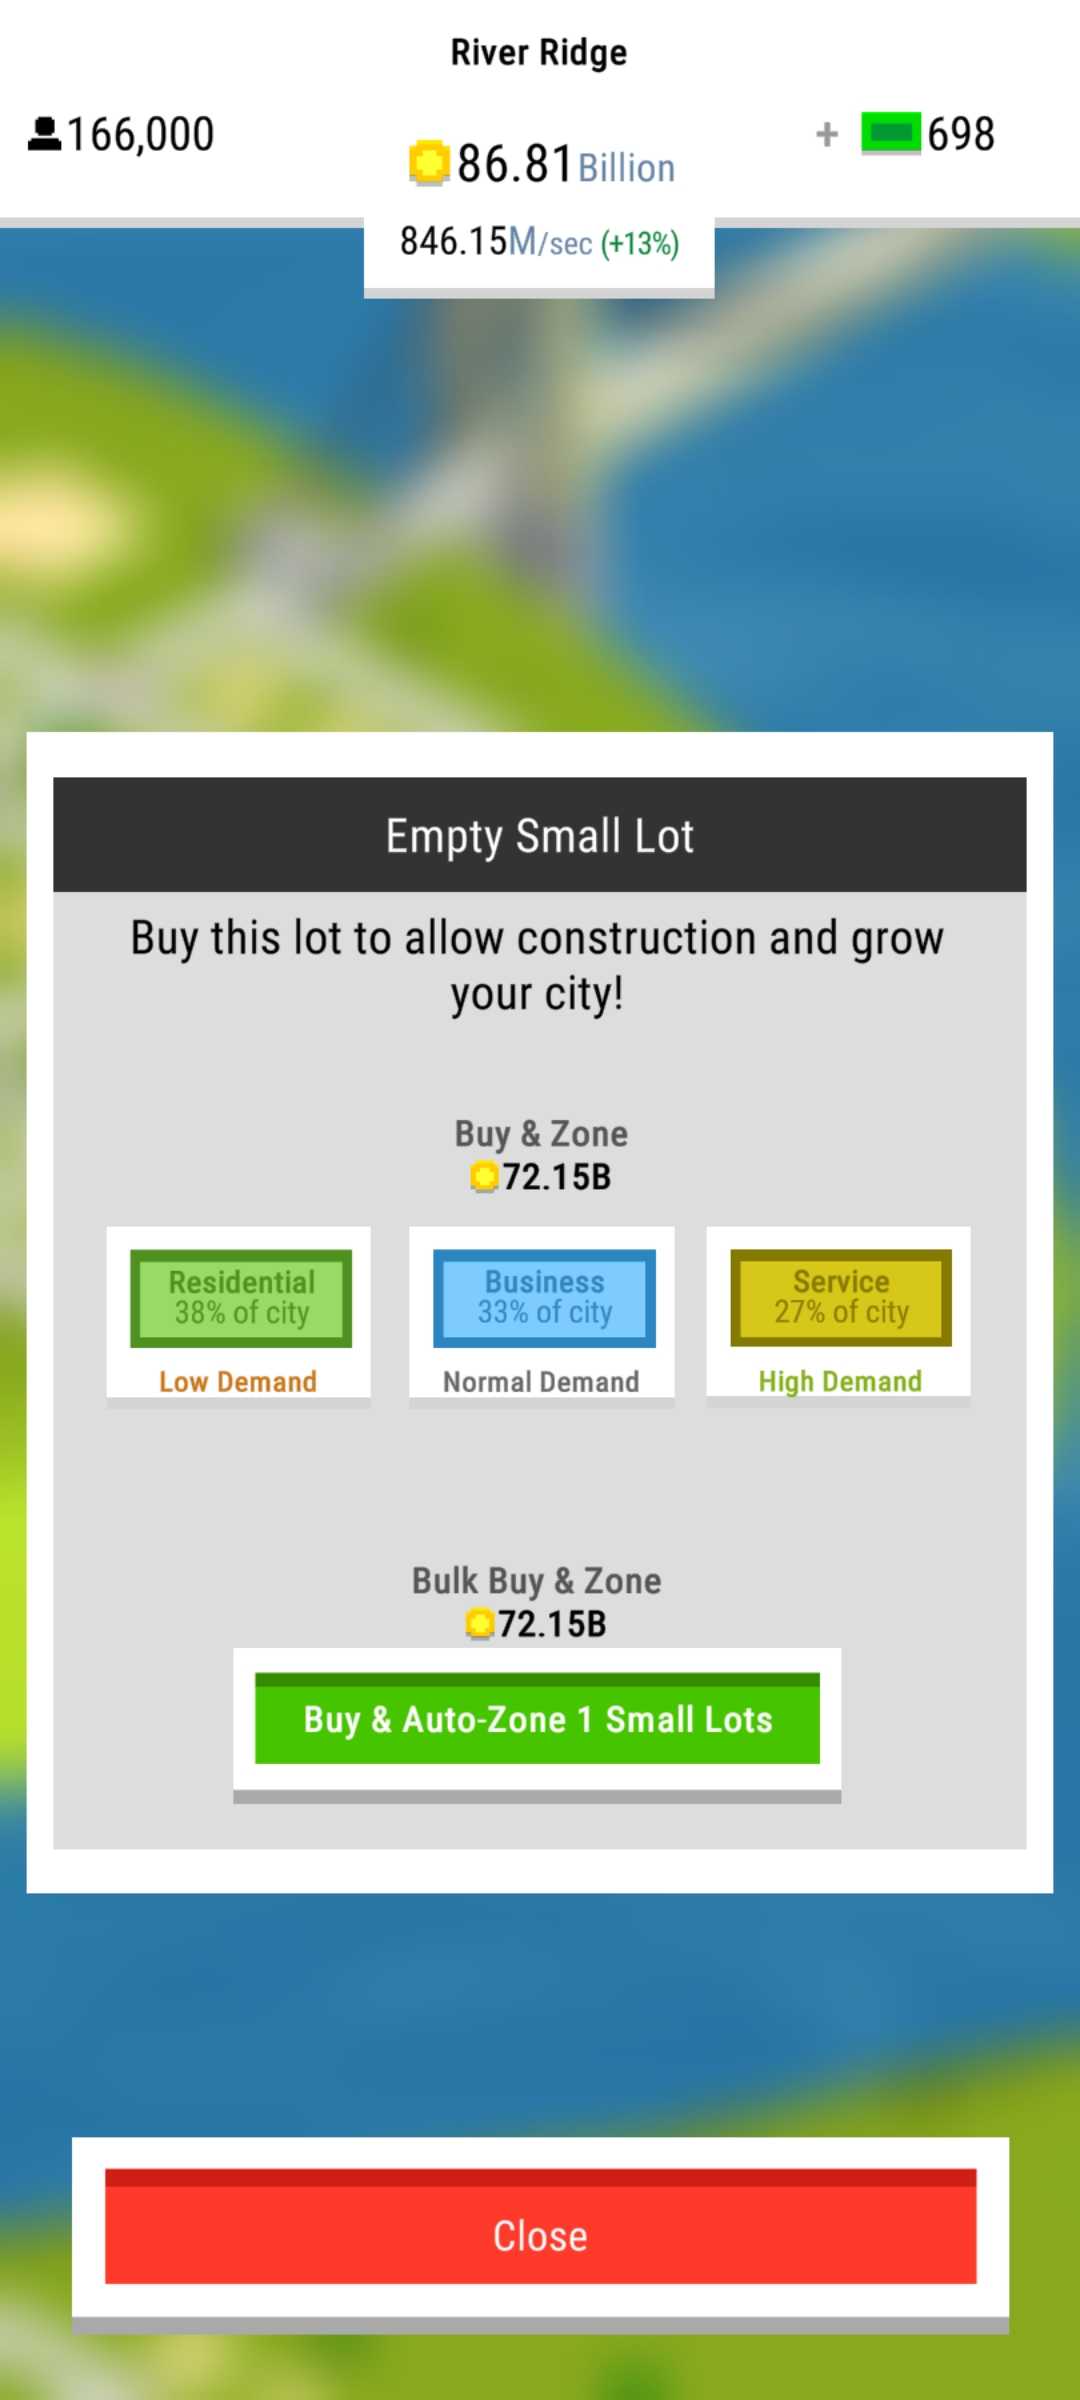 River Ridge
166,000
86.81 Billion
+ 698
846.15M/sec (+13%)
Empty Small Lot
Buy this lot to allow construction and grow
your city!
Buy & Zone
72.15B
Residential
38% of city
Low Demand
Business
33% of city
Normal Demand
Service
27% of city
High Demand
Bulk Buy & Zone
72.15B
Buy & Auto-Zone 1 Small Lots
Close